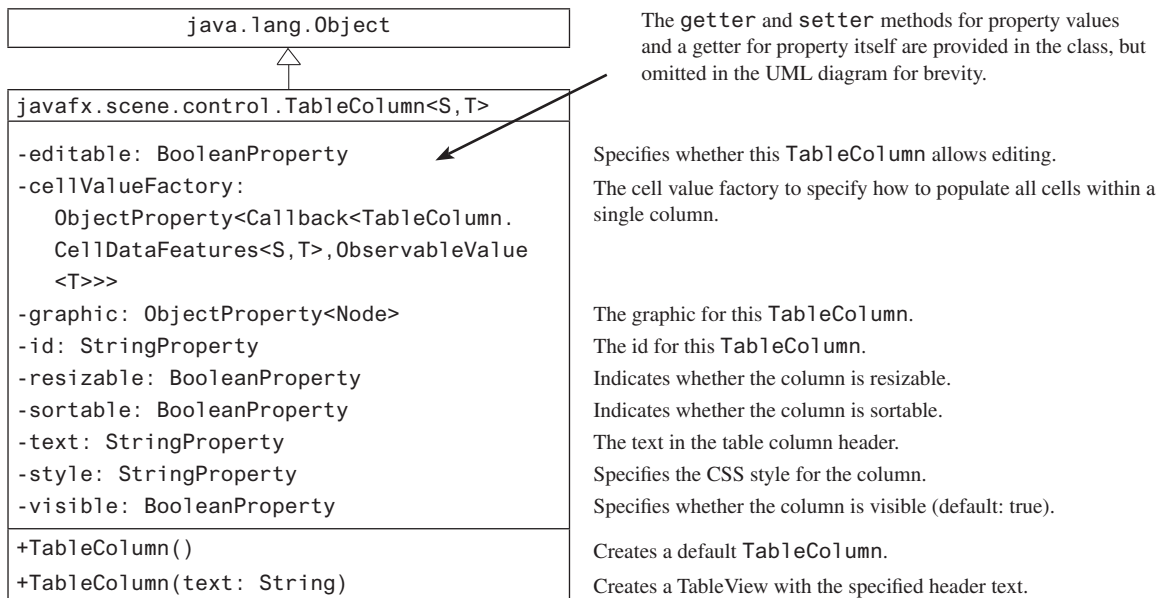 java.lang.Object
The getter and setter methods for property values
and a getter for property itself are provided in the class, but
omitted in the UML diagram for brevity.
javafx.scene.control.TableColumn<S,T>
-editable: BooleanProperty
Specifies whether this TableColumn allows editing.
-cellValueFactory:
The cell value factory to specify how to populate all cells within a
ObjectProperty<Callback<TableColumn.
single column.
CellDataFeatures<S,T>,ObservableValue
<T>>>
-graphic: ObjectProperty<Node>
The graphic for this TableColumn.
-id: StringProperty
The id for this TableColumn.
-resizable: BooleanProperty
Indicates whether the column is resizable.
-sortable: BooleanProperty
Indicates whether the column is sortable.
-text: StringProperty
The text in the table column header.
-style: StringProperty
Specifies the CSS style for the column.
-visible: BooleanProperty
Specifies whether the column is visible (default: true).
+TableColumn()
Creates a default TableColumn.
+TableColumn(text: String)
Creates a TableView with the specified header text.